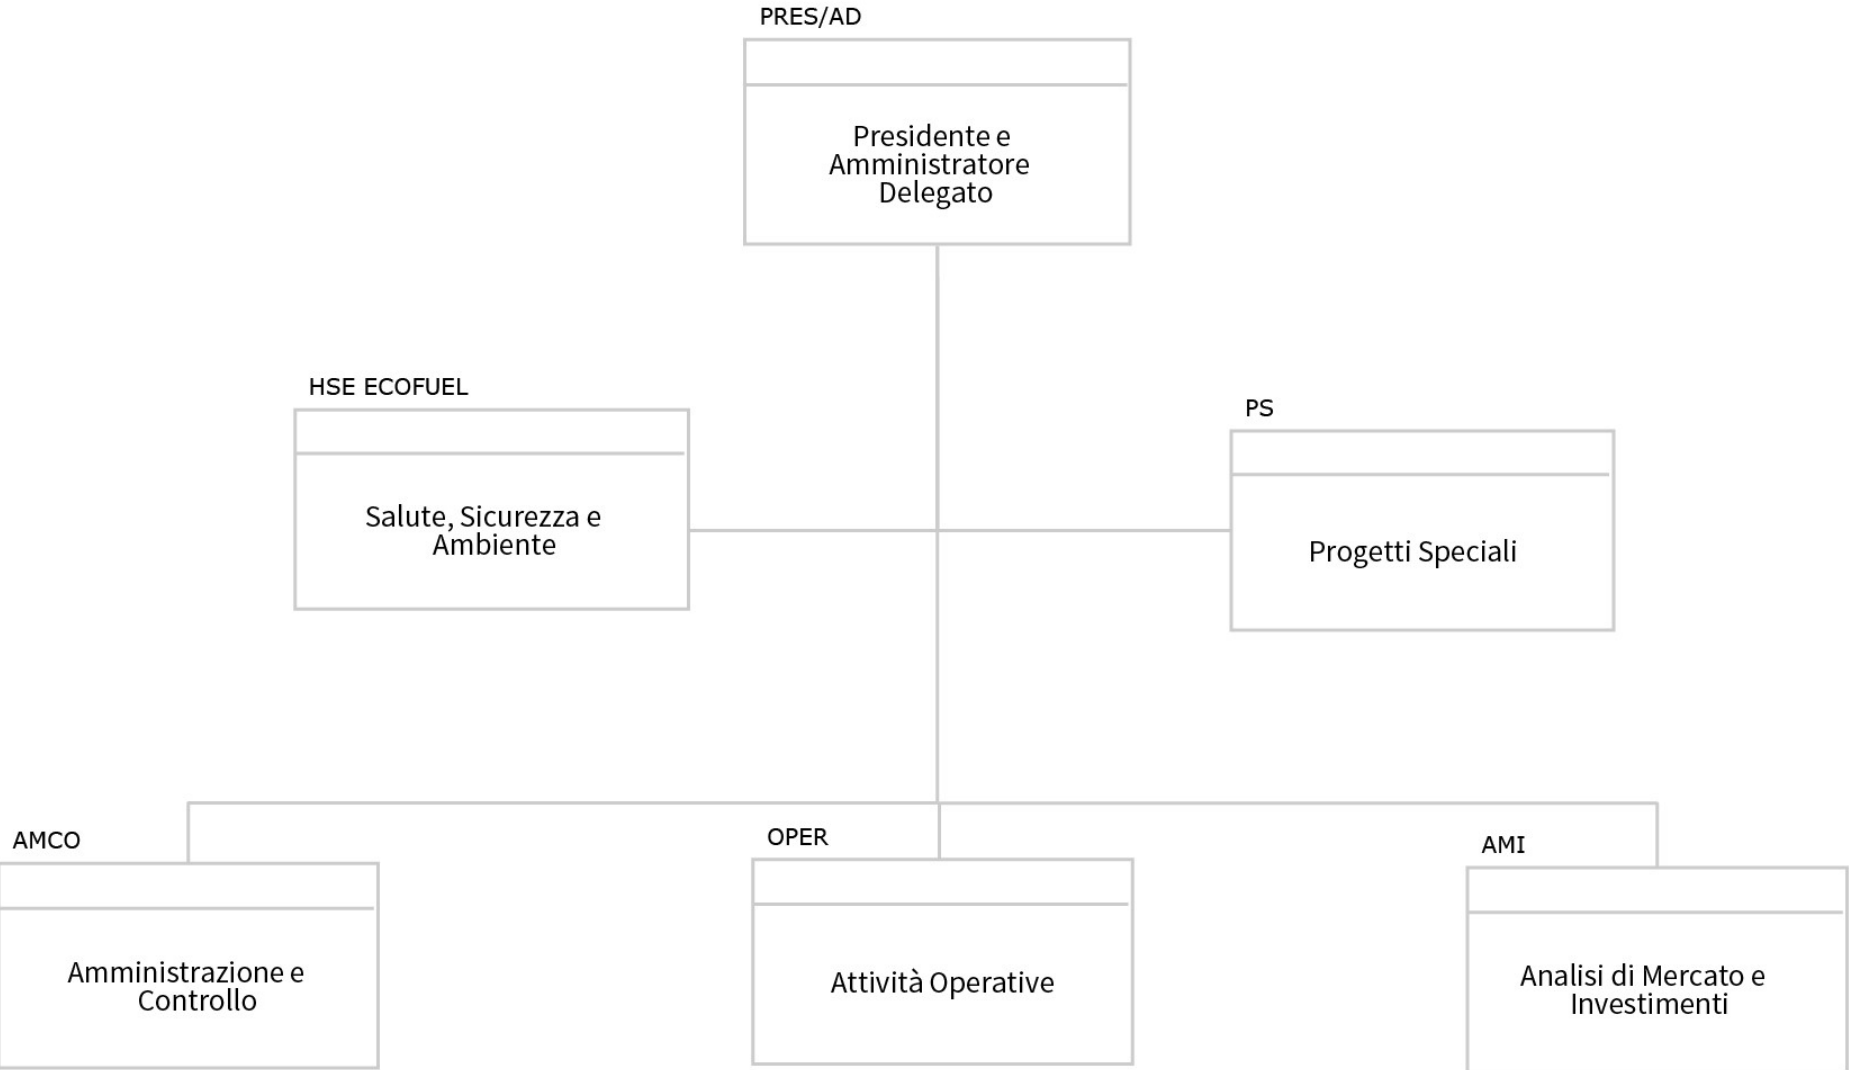 PRES/AD
Presidente e
Amministratore
Delegato
HSE ECOFUEL
Salute, Sicurezza e
Ambiente
PS
Progetti Speciali
AMCO
Amministrazione e
Controllo
OPER
Attività Operative
AMI
Analisi di Mercato e
Investimenti